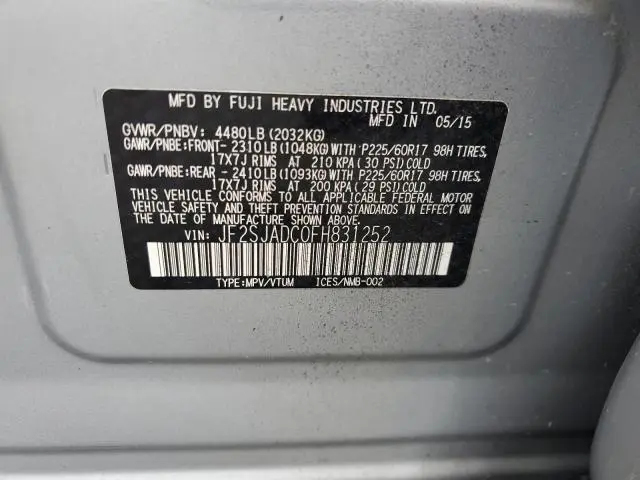 MFD BY FUJI HEAVY INDUSTRIES LTD.
MFD IN 05/15
GVWR/PNBV: 4480LB (2032KG)
GAWR/PNBE:FRONT- 2310LB (1048KG) WITH P225/60R17 98H TIRES,
17X7J RIMS AT 210 KPA ( 30 PSI) COLD
GAWR/PNBE:REAR - 2410LB (1093KG) WITH P225/60R17 98H TIRES,
17X7J RIMS AT 200 KPA ( 29 PSI) COLD
THIS VEHICLE CONFORMS TO ALL APPLICABLE FEDERAL MOTOR
VEHICLE SAFETY AND THEFT PREVENTION STANDARDS IN EFFECT
ON THE DATE OF MANUFACTURE SHOWN ABOVE.
VIN: JF2SJADC0FH831252
TYPE:MPV/VTUM ICES/NMB-002